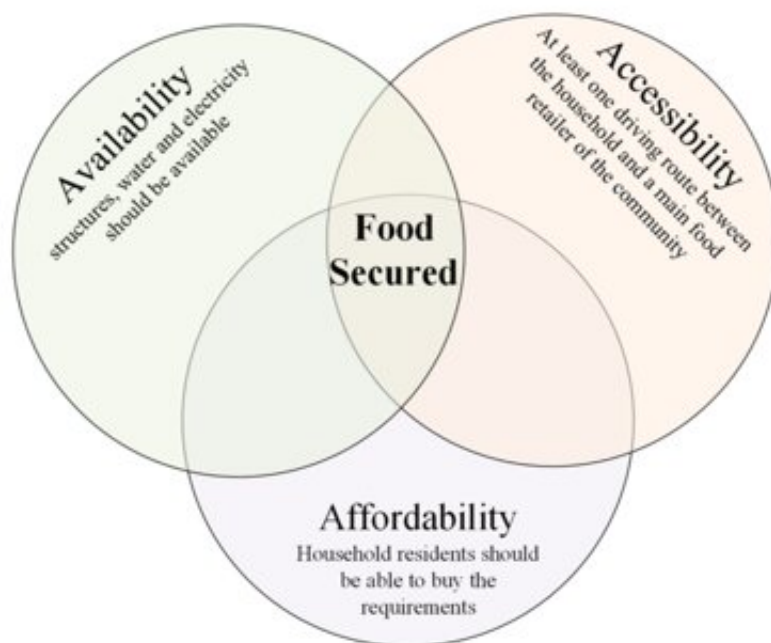 Availability
structures, water and electricity
should be available
Accessibility
At least one driving route between
the household and a main food
retailer of the community
Food
Secured
Affordability
Household residents should
be able to buy the
requirements